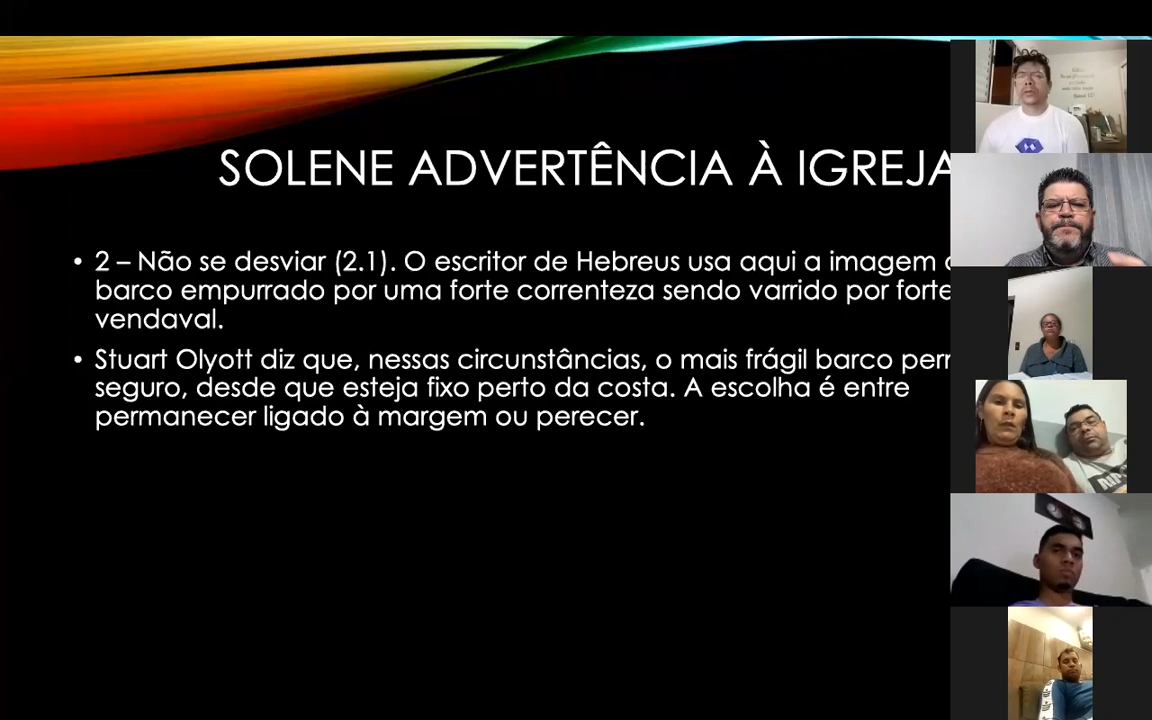 SOLENE ADVERTÊNCIA À IGREJA
• 2 – Não se desviar (2.1). O escritor de Hebreus usa aqui a imagem
barco empurrado por uma forte correnteza sendo varrido por forte
vendaval.
• Stuart Olyott diz que, nessas circunstâncias, o mais frágil barco
seguro, desde que esteja fixo perto da costa. A escolha é entre
permanecer ligado à margem ou perecer.